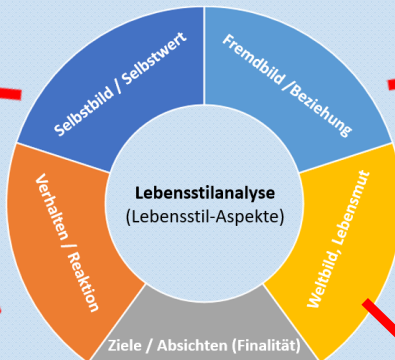 Selbstbild / Selbstwert
Fremdbild /Beziehung
Lebensstilanalyse
(Lebensstil-Aspekte)
Verhalten / Reaktion
Weltbild, Lebensmut
Ziele / Absichten (Finalität)